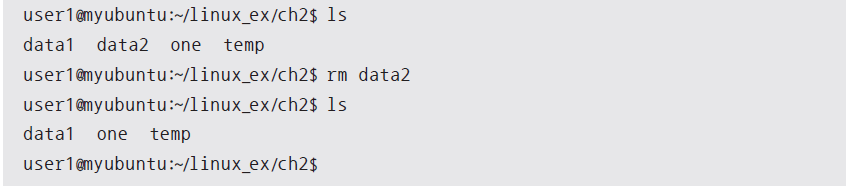 user1@myubuntu:~/linux_ex/ch2$ ls
data1  data2  one  temp
user1@myubuntu:~/linux_ex/ch2$ rm data2
user1@myubuntu:~/linux_ex/ch2$ ls
data1  one  temp
user1@myubuntu:~/linux_ex/ch2$